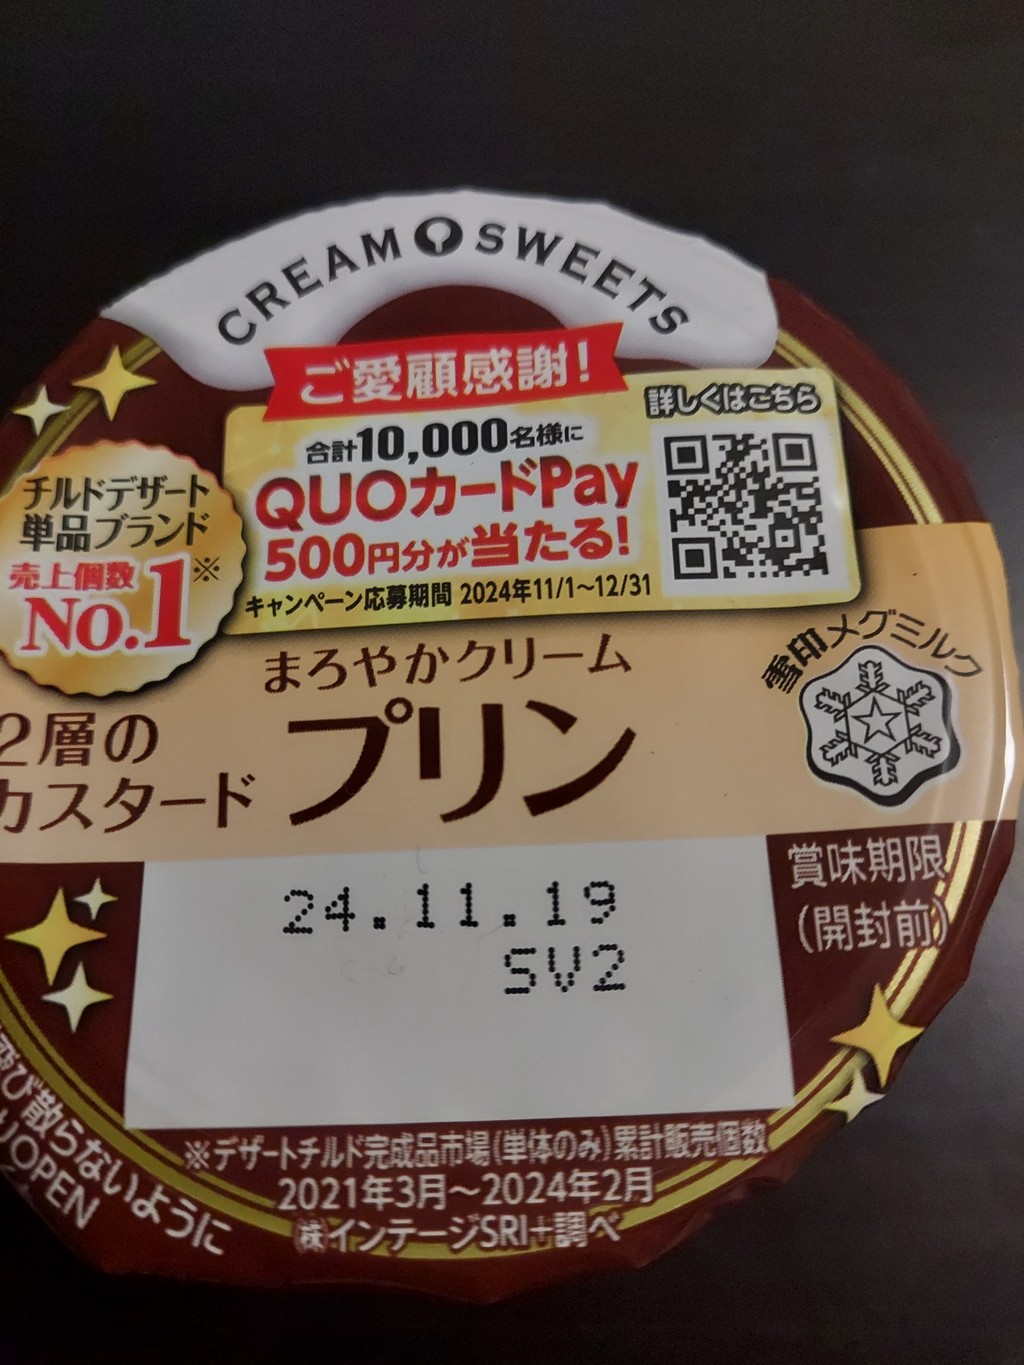 CREAM SWEETS
ご愛顧感謝!
詳しくはこちら
合計10,000名様に
QUOカードPay
500円分が当たる!
キャンペーン応募期間 2024年11/1~12/31
チルドデザート
単品ブランド
売上個数
No.1※
雪印メグミルク
まろやかクリーム
プリン
2層の
カスタード
賞味期限
(開封前)
24.11.19
SV2
飛び散らないように
OPEN
※デザートチルド完成品市場(単体のみ)累計販売個数
2021年3月~2024年2月
㈱インテージSRI+調べ